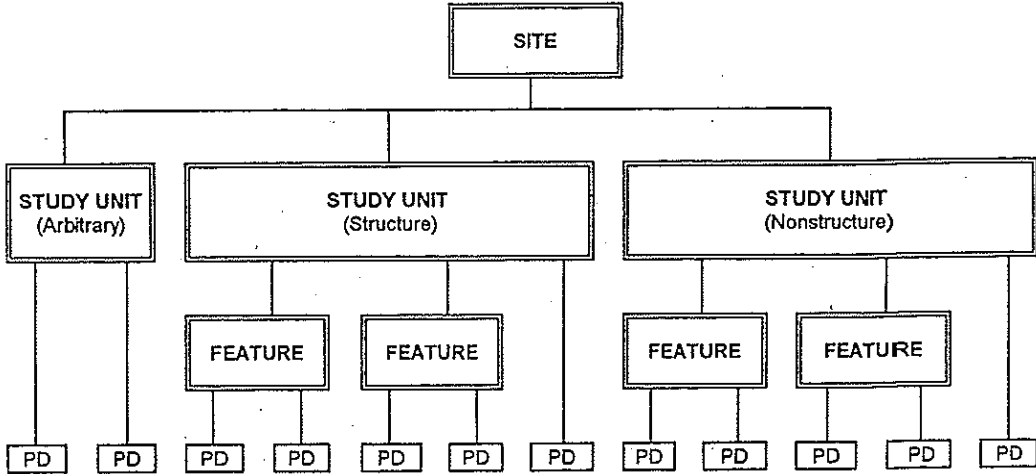 SITE
STUDY UNIT
(Arbitrary)
STUDY UNIT
(Structure)
STUDY UNIT
(Nonstructure)
FEATURE
FEATURE
FEATURE
FEATURE
PD
PD
PD
PD
PD
PD
PD
PD
PD
PD
PD
PD